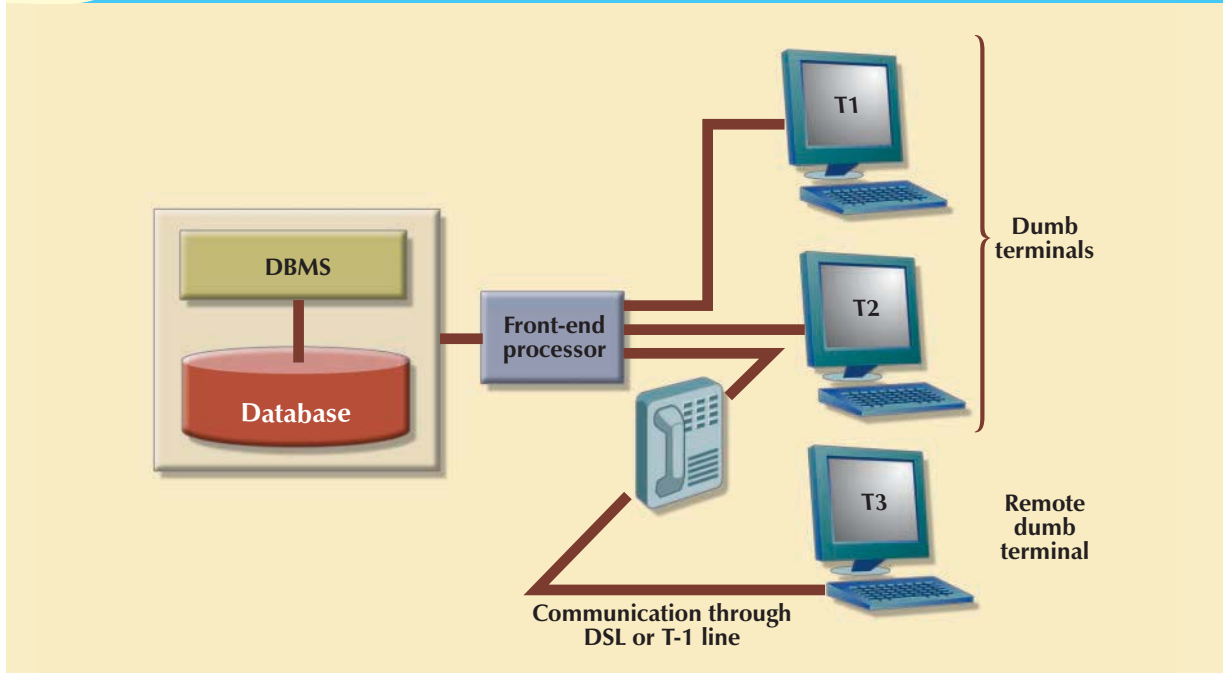 T1
Dumb
terminals
DBMS
T2
Front-end
processor
Database
T3
Remote
dumb
terminal
Communication through
DSL or T-1 line